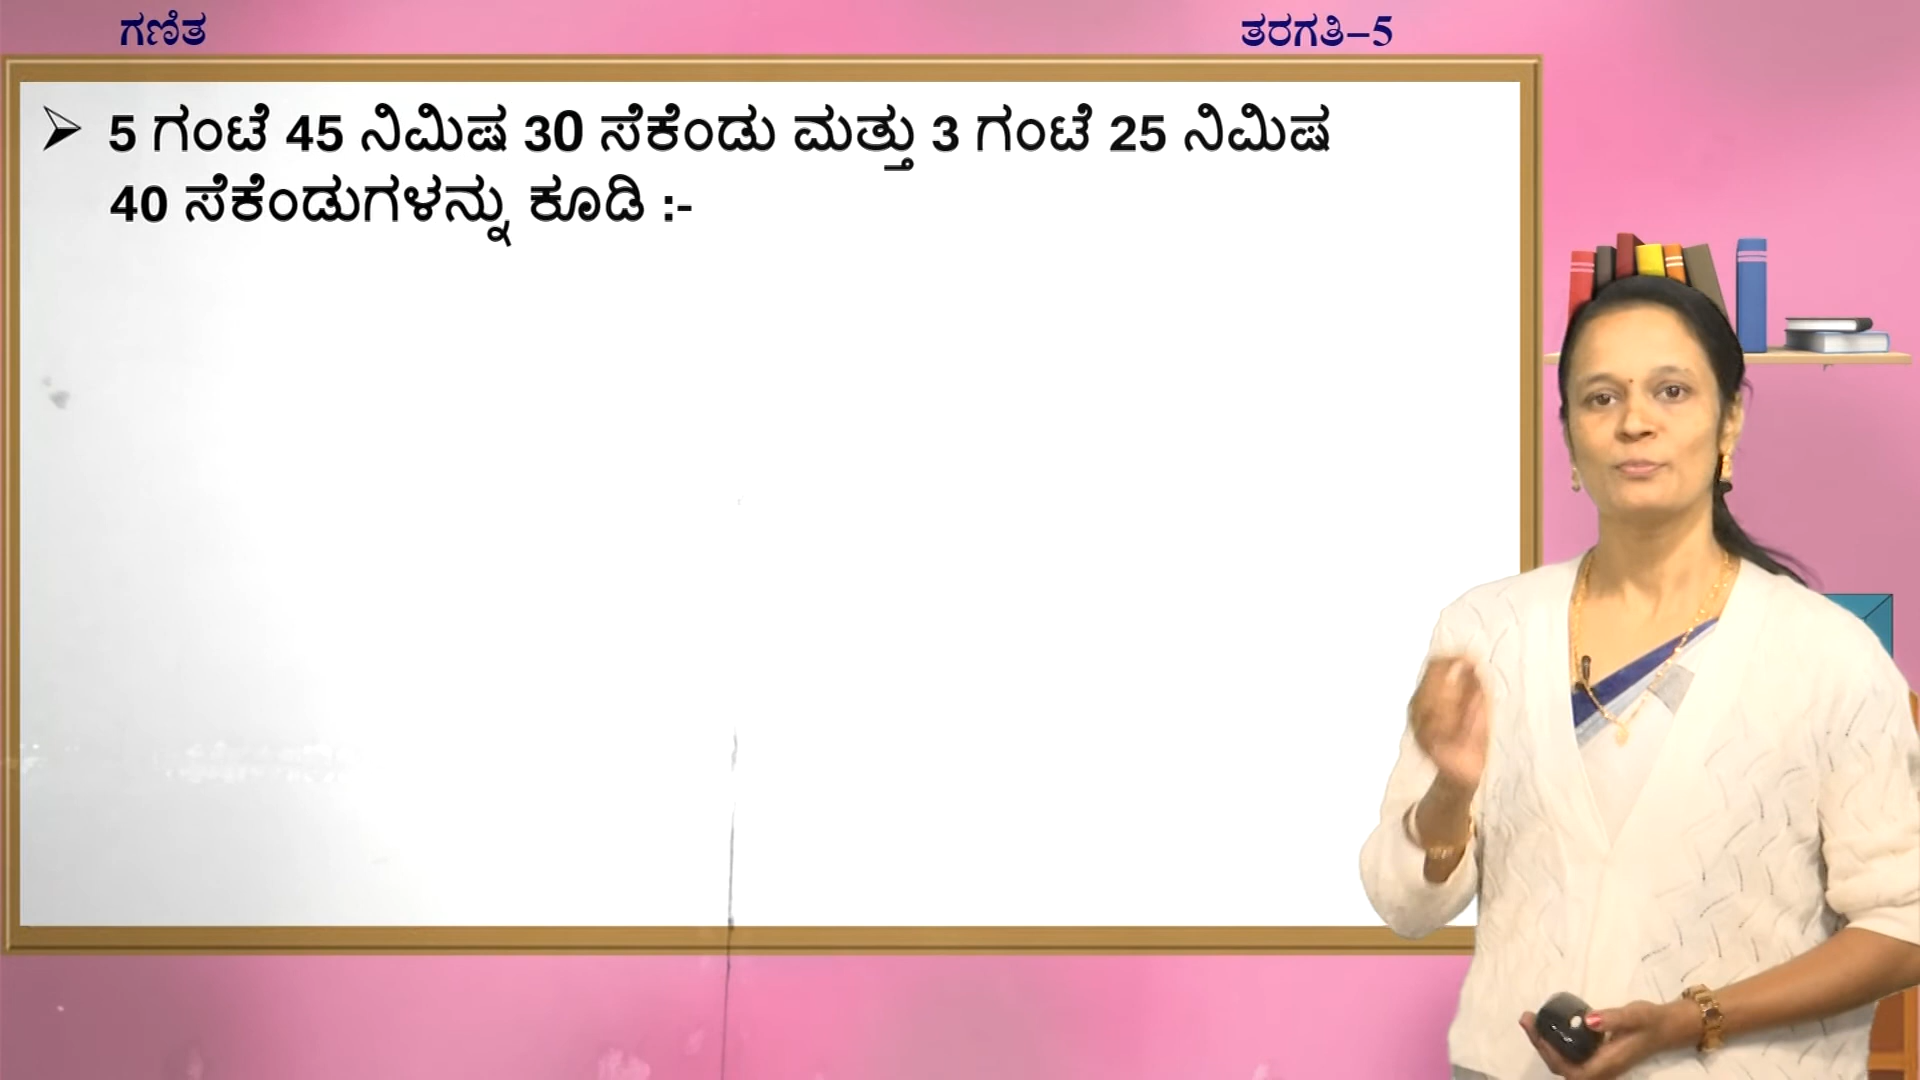 ಗಣಿತ
ತರಗತಿ–5
➢ 5 ಗಂಟೆ 45 ನಿಮಿಷ 30 ಸೆಕೆಂಡು ಮತ್ತು 3 ಗಂಟೆ 25 ನಿಮಿಷ
40 ಸೆಕೆಂಡುಗಳನ್ನು ಕೂಡಿ :-